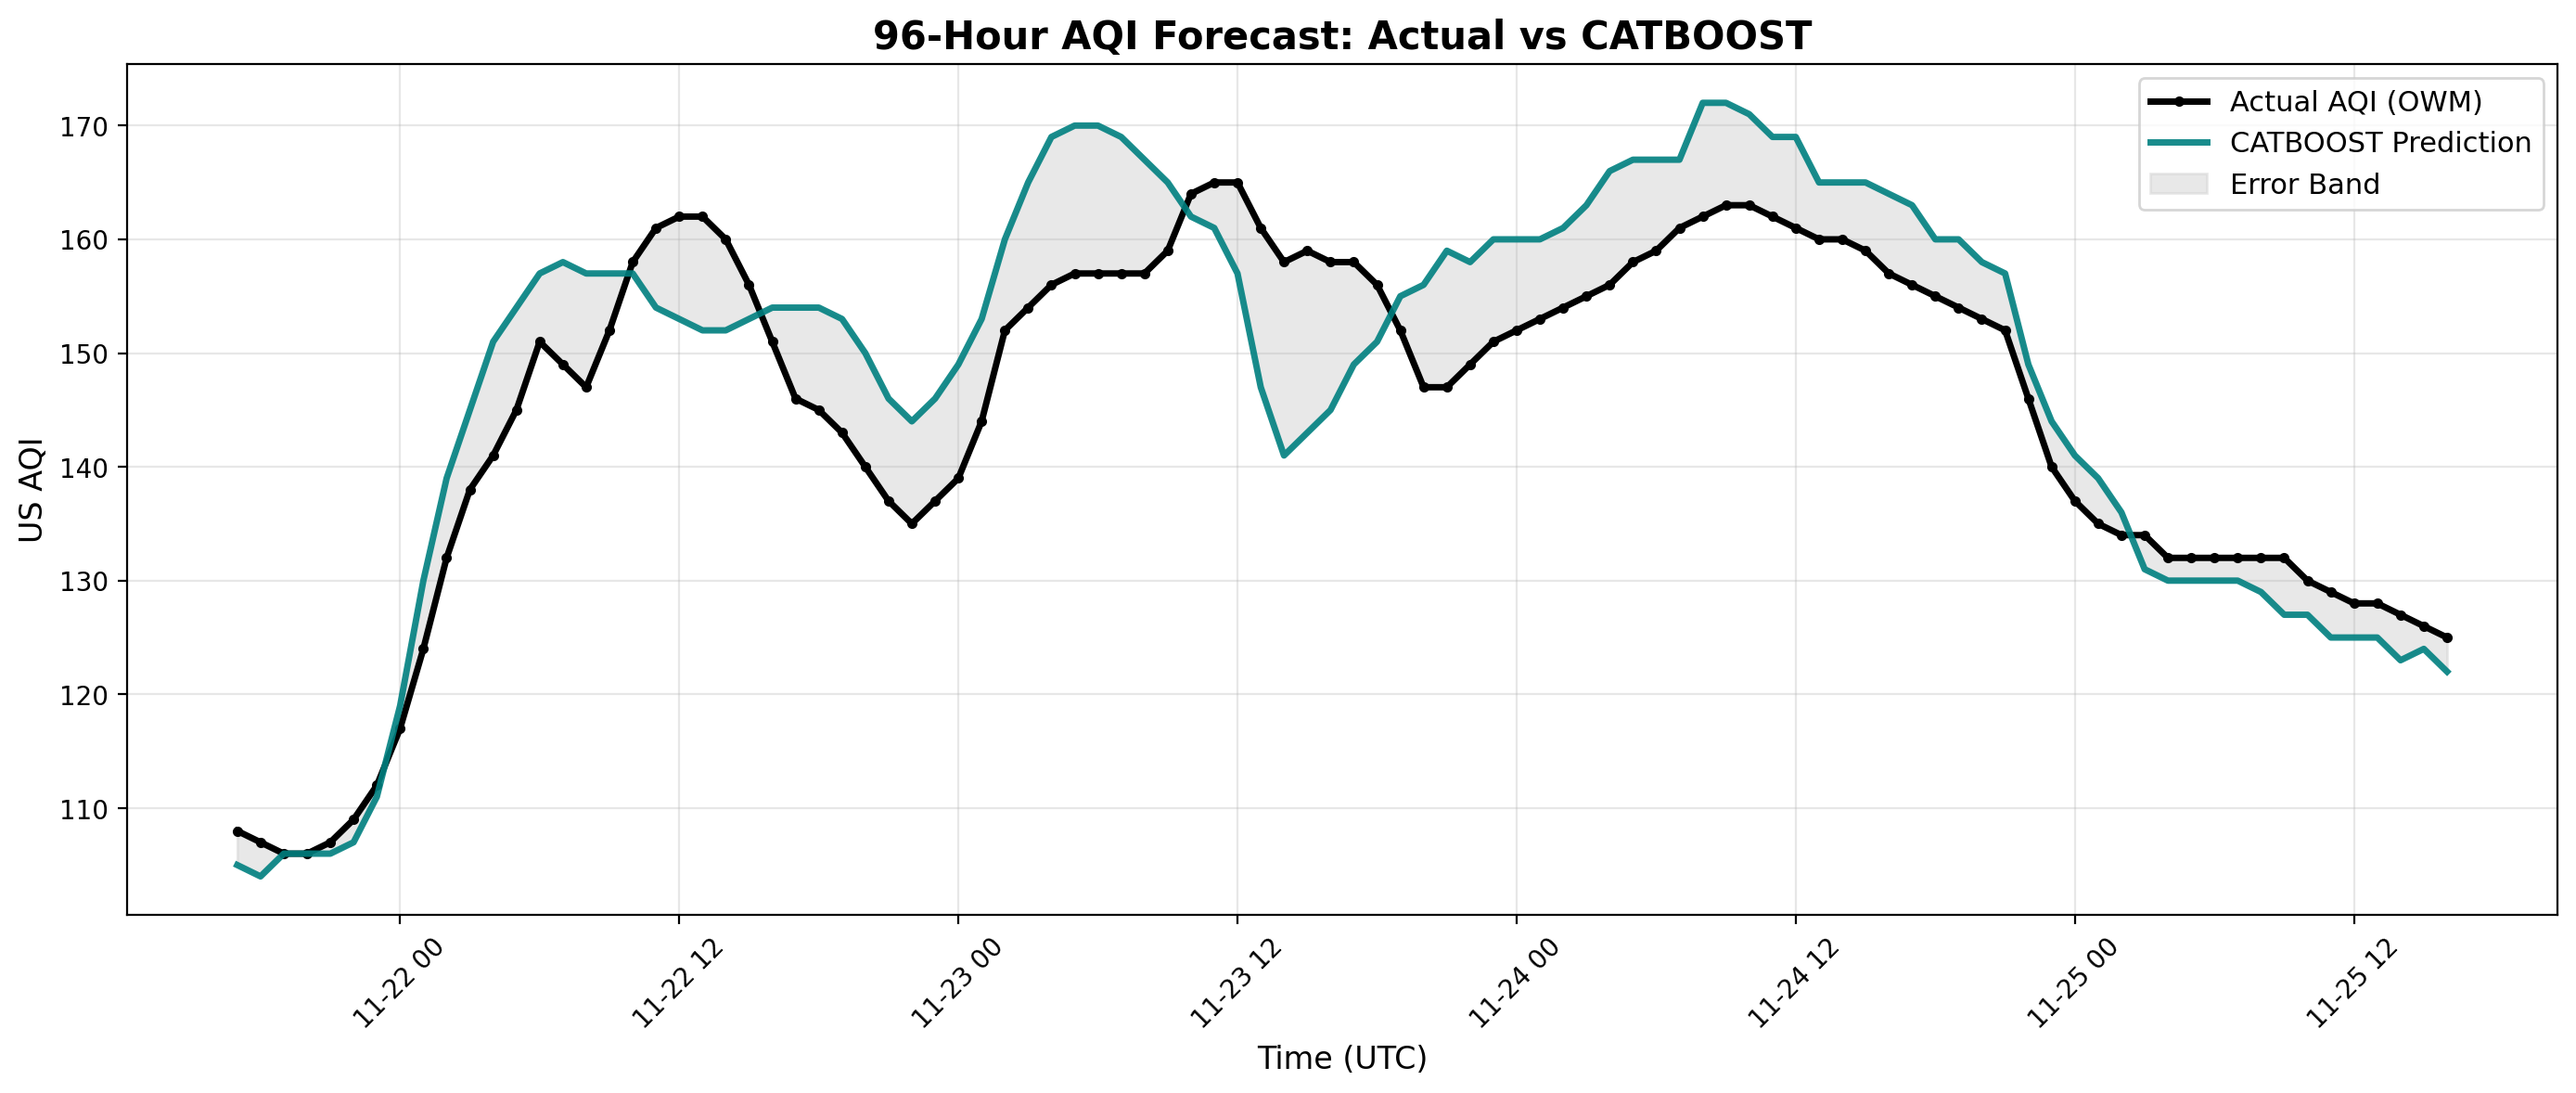 96-Hour AQI Forecast: Actual vs CATBOOST
Actual AQI (OWM)
CATBOOST Prediction
Error Band
US AQI
170
160
150
140
130
120
110
11-22 00
11-22 12
11-23 00
11-23 12
11-24 00
11-24 12
11-25 00
11-25 12
Time (UTC)